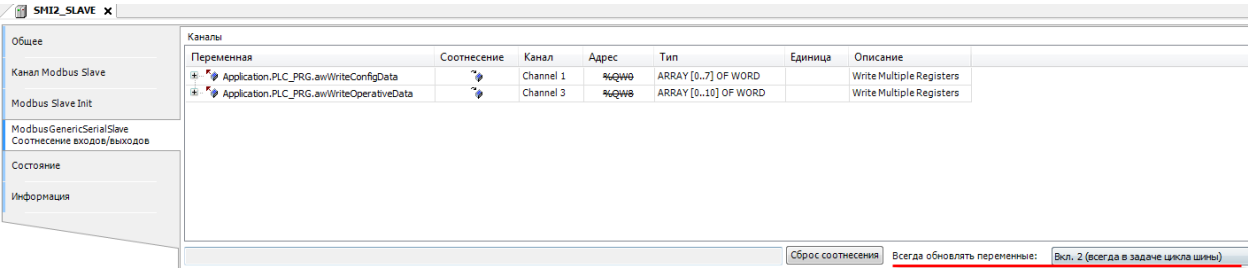 SMI2_SLAVE X
Общее
Канал Modbus Slave
Modbus Slave Init
ModbusGenericSerialSlave
Соотнесение входов/выходов
Состояние
Информация
Каналы
Переменная Соотнесение Канал Адрес Тип Единица Описание
Application.PLC_PRG.awWriteConfigData Channel 1 %QW0 ARRAY [0..7] OF WORD Write Multiple Registers
Application.PLC_PRG.awWriteOperativeData Channel 3 %QW8 ARRAY [0..10] OF WORD Write Multiple Registers
Сброс соотнесения Всегда обновлять переменные: Вкл. 2 (всегда в задаче цикла шины)